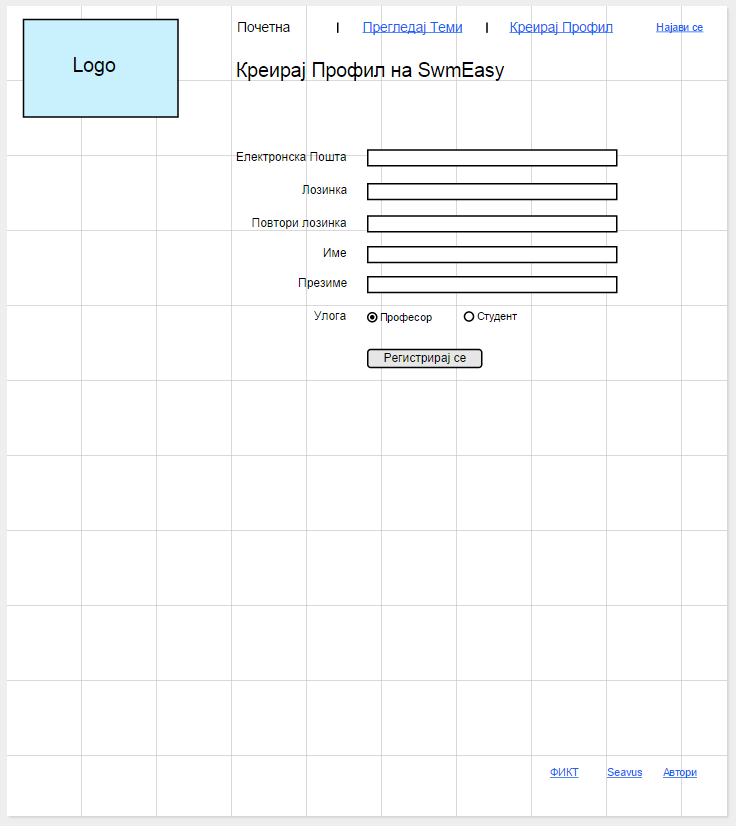 Logo
Почетна | Прегледај Теми | Креирај Профил Најави се
Креирај Профил на SwmEasy
Електронска Пошта
Лозинка
Повтори лозинка
Име
Презиме
Улога Професор Студент
Регистрирај се
ФИКТ Seavus Автори